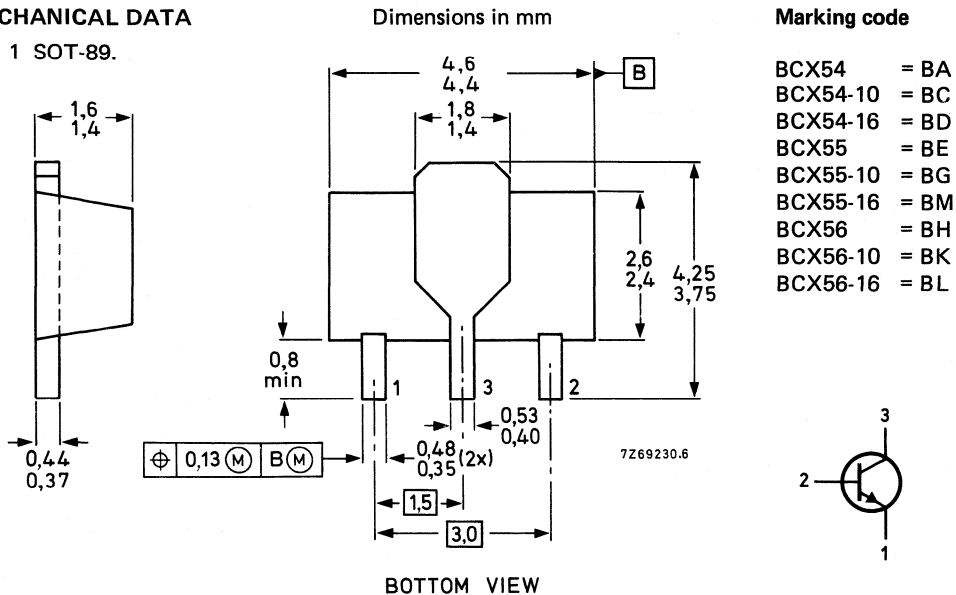 CHANICAL DATA
1 SOT-89.
Dimensions in mm
4,6
4,4
B
1,8
1,4
1,6
1,4
2,6
2,4
4,25
3,75
0,8
min
1
3
2
0,53
0,40
0,44
0,37
0,13 M B M
0,48
0,35 (2x)
7Z69230.6
1,5
3,0
BOTTOM VIEW
Marking code
BCX54 = BA
BCX54-10 = BC
BCX54-16 = BD
BCX55 = BE
BCX55-10 = BG
BCX55-16 = BM
BCX56 = BH
BCX56-10 = BK
BCX56-16 = BL
3
2
1